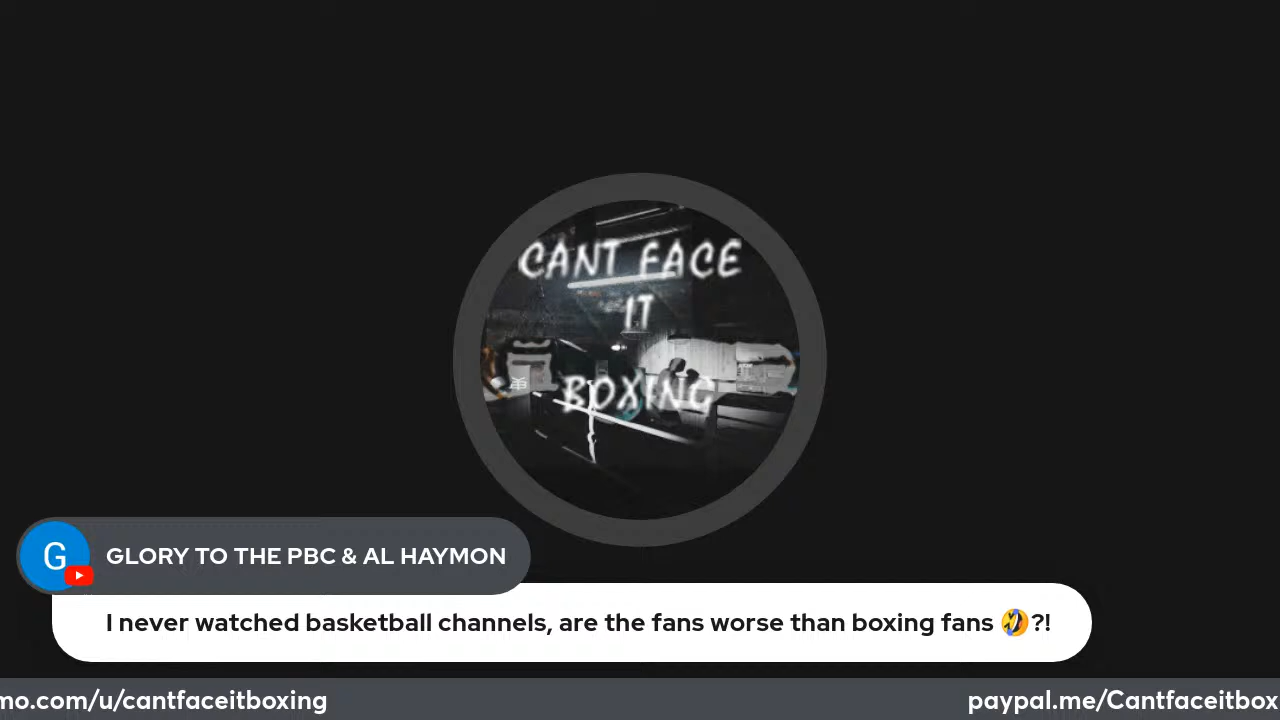 CANT FACE
IT
BOXING
G
GLORY TO THE PBC & AL HAYMON
I never watched basketball channels, are the fans worse than boxing fans 🤣?!
mo.com/u/cantfaceitboxing
paypal.me/Cantfaceitbox